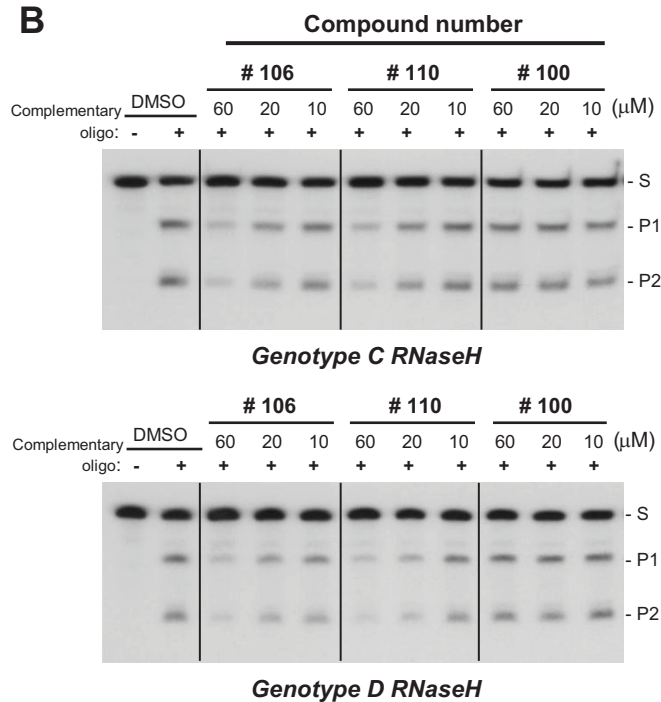 B
Compound number
# 106 # 110 # 100
Complementary DMSO 60 20 10 60 20 10 60 20 10 (μM)
oligo: - + + + + + + + + + +
- S
- P1
- P2
Genotype C RNaseH
# 106 # 110 # 100
Complementary DMSO 60 20 10 60 20 10 60 20 10 (μM)
oligo: - + + + + + + + + + +
- S
- P1
- P2
Genotype D RNaseH